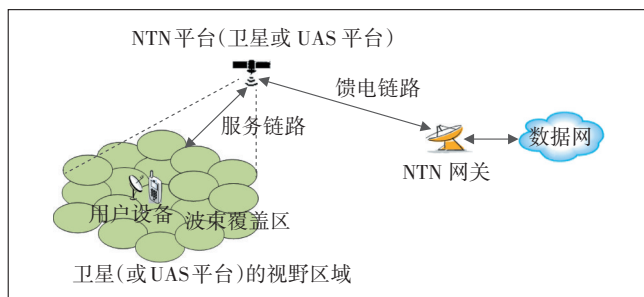 NTN平台(卫星或 UAS 平台)
馈电链路
服务链路
数据网
NTN 网关
用户设备
波束覆盖区
卫星(或UAS平台)的视野区域